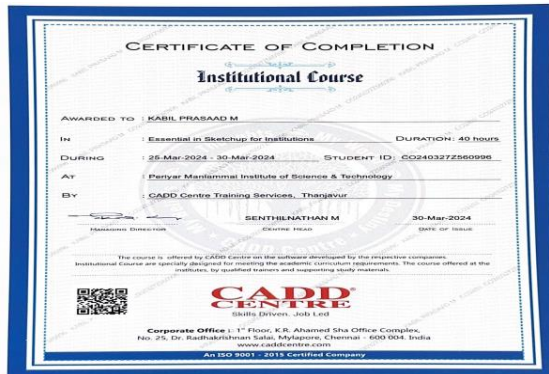 CERTIFICATE OF COMPLETION
Institutional Course
AWARDED TO : KABIL PRASAAD M
IN : Essential in Sketchup for Institutions DURATION: 40 hours
DURING : 25-Mar-2024 - 30-Mar-2024 STUDENT ID: CO240327Z560996
AT : Periyar Maniammai Institute of Science & Technology
BY : CADD Centre Training Services, Thanjavur
SENTHILNATHAN M 30-Mar-2024
MANAGING DIRECTOR CENTRE HEAD DATE OF ISSUE
The course is offered by CADD Centre on the software developed by the respective companies.
Institutional Course are specially designed for meeting the academic curriculum requirements. The course offered at the
institutes, by qualified trainers and supporting study materials.
CADD
CENTRE
Skills Driven. Job Led
Corporate Office : 1st Floor, K.R. Ahamed Sha Office Complex,
No. 25, Dr. Radhakrishnan Salai, Mylapore, Chennai - 600 004. India
www.caddcentre.com
An ISO 9001 - 2015 Certified Company